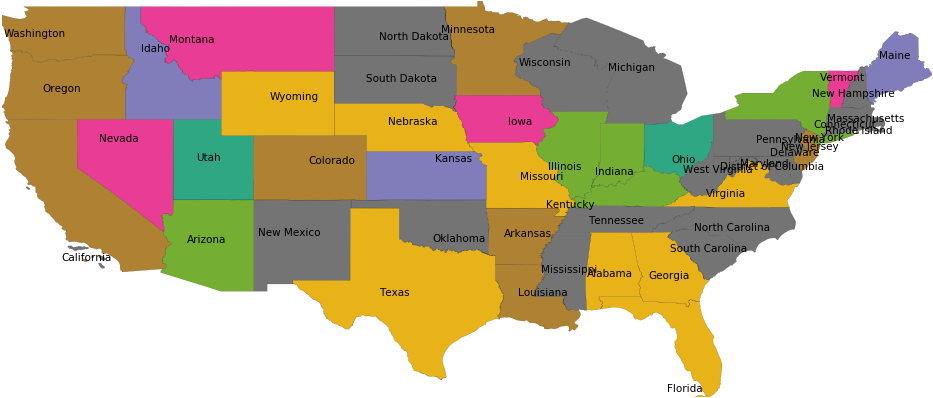 Washington
Minnesota
North Dakota
Montana
Idaho
Maine
Wisconsin
Michigan
Vermont
South Dakota
Oregon
New Hampshire
Wyoming
Massachusetts
Nebraska
Iowa
Connecticut
Rhode Island
Nevada
New York
Pennsylvania
New Jersey
Delaware
Utah
Kansas
Colorado
Ohio
Maryland
District of Columbia
Illinois
West Virginia
Indiana
Missouri
Virginia
Kentucky
Tennessee
North Carolina
New Mexico
Arkansas
Arizona
Oklahoma
South Carolina
California
Mississippi
Alabama
Georgia
Texas
Louisiana
Florida